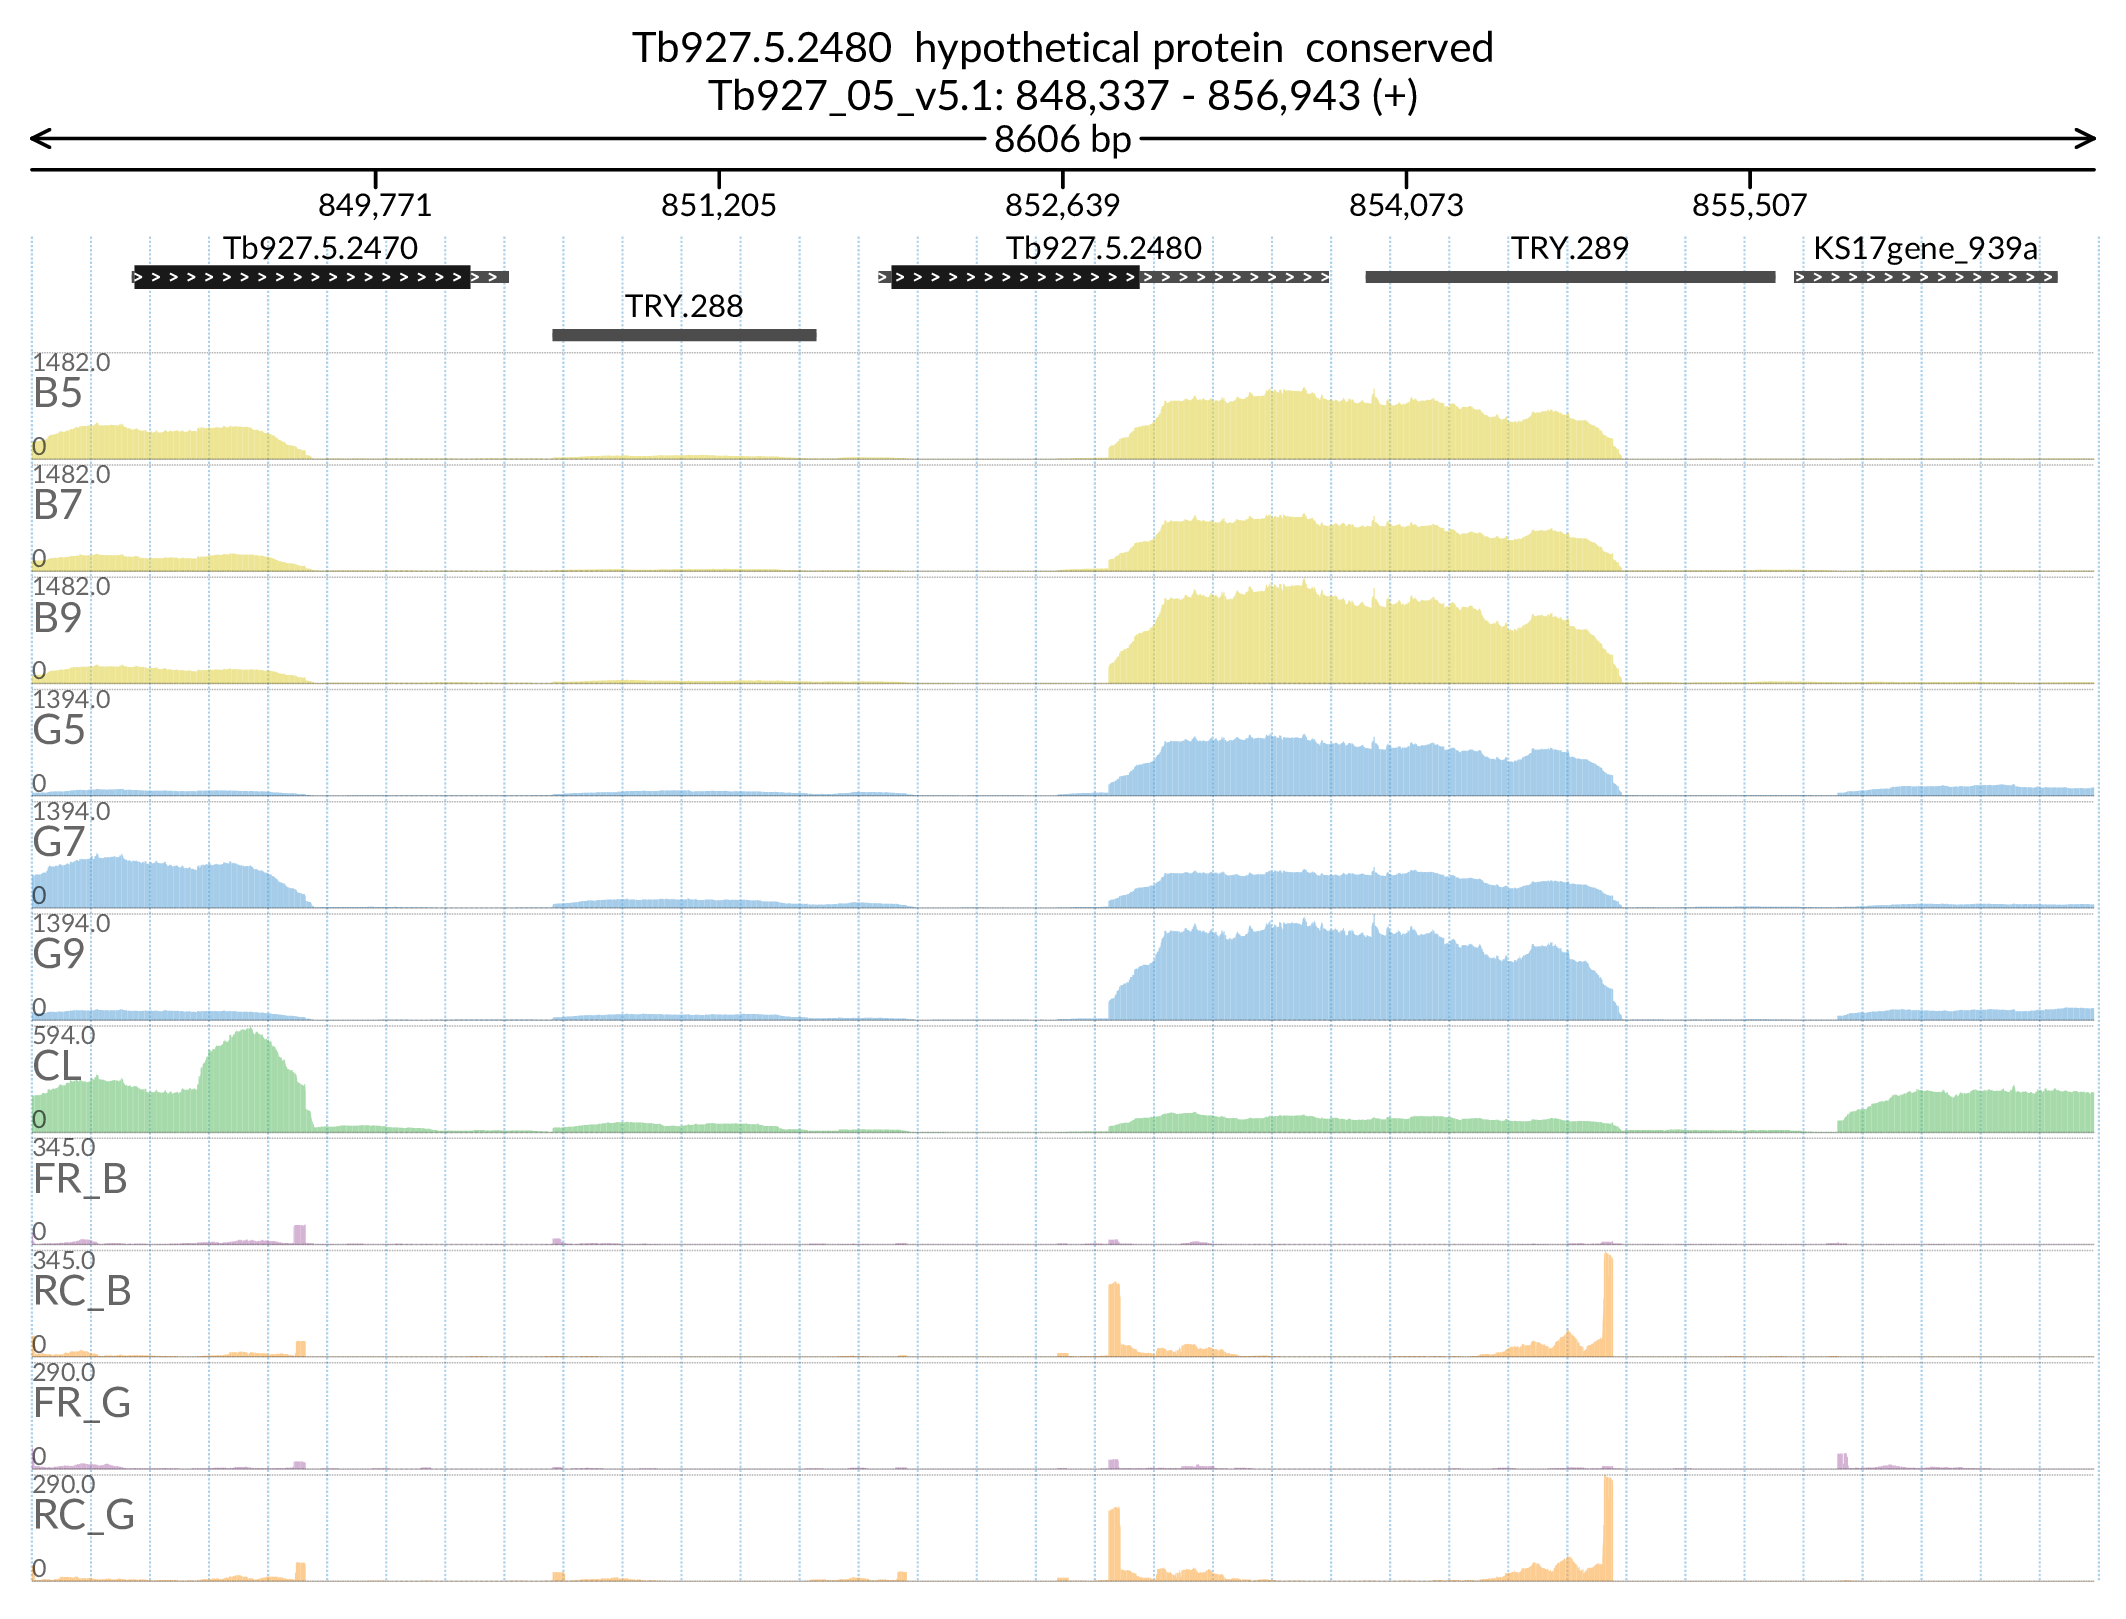 Tb927.5.2480 hypothetical protein conserved
Tb927_05_v5.1: 848,337 - 856,943 (+)
8606 bp
849,771 851,205 852,639 854,073 855,507
Tb927.5.2470 Tb927.5.2480 TRY.289 KS17gene_939a
TRY.288
1482.0
B5
0
1482.0
B7
0
1482.0
B9
0
1394.0
G5
0
1394.0
G7
0
1394.0
G9
0
594.0
CL
0
345.0
FR_B
0
345.0
RC_B
0
290.0
FR_G
0
290.0
RC_G
0